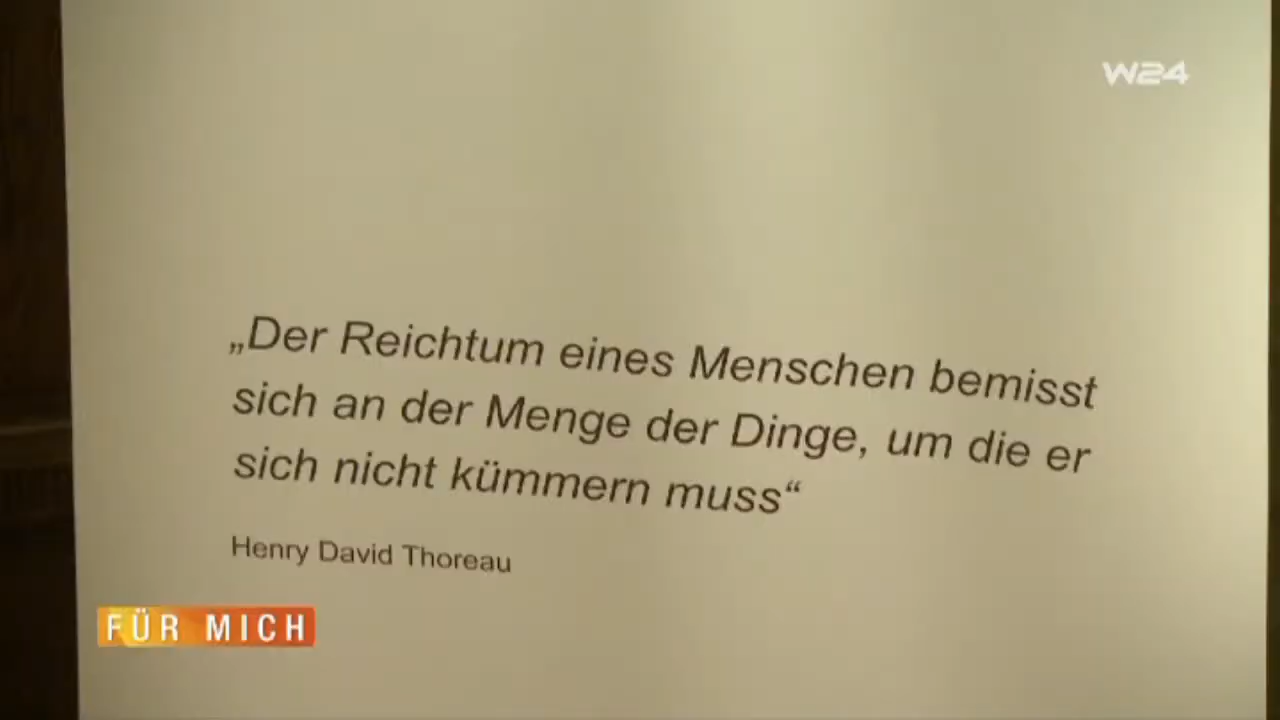 W24
„Der Reichtum eines Menschen bemisst
sich an der Menge der Dinge, um die er
sich nicht kümmern muss“
Henry David Thoreau
FÜR MICH